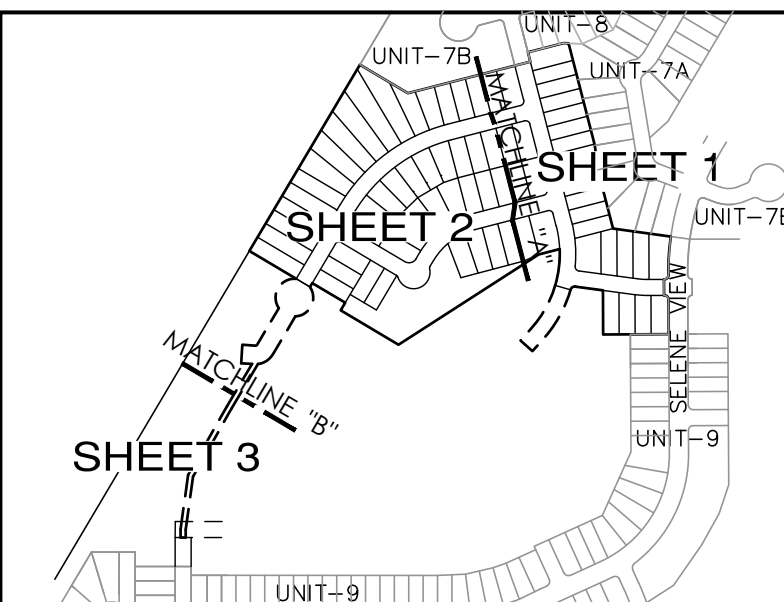 UNIT-8
UNIT-7B
UNIT-7A
MATCHLINE "A"
SHEET 1
SHEET 2
UNIT-7B
SELENE VIEW
MATCHLINE "B"
UNIT-9
SHEET 3
UNIT-9